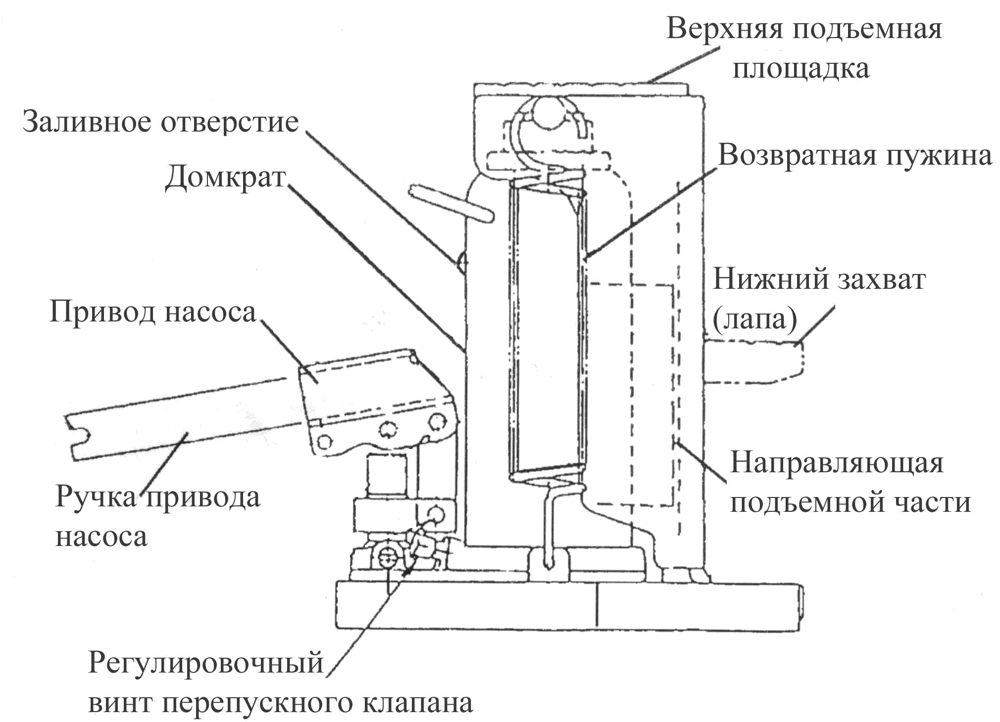 Верхняя подъемная
площадка
Заливное отверстие
Домкрат
Возвратная пужина
Нижний захват
(лапа)
Привод насоса
Направляющая
подъемной части
Ручка привода
насоса
Регулировочный
винт перепускного клапана